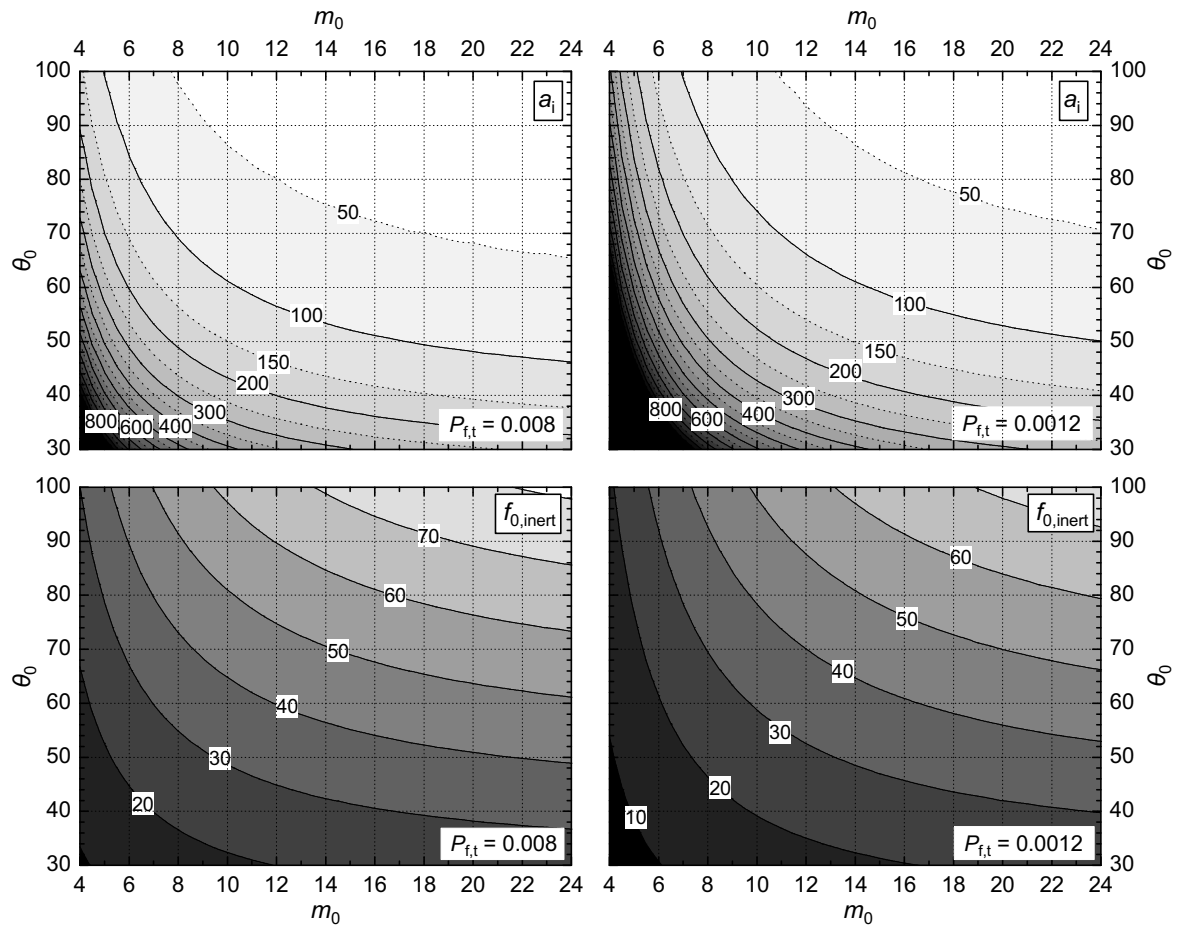 m0 m0
4 6 8 10 12 14 16 18 20 22 24 4 6 8 10 12 14 16 18 20 22 24
100 ai ai 100
90 90
80 50 50 80
70 70
θ0 θ0
60 100 100 60
50 150 150 50
40 200 200 40
800 600 400 300 800 600 400 300
30 Pf,t = 0.008 Pf,t = 0.0012 30
100 f0,inert f0,inert 100
90 70 60 90
80 60 50 80
70 50 40 70
θ0 θ0
60 40 30 60
50 30 20 50
40 20 10 40
30 Pf,t = 0.008 Pf,t = 0.0012 30
4 6 8 10 12 14 16 18 20 22 24 4 6 8 10 12 14 16 18 20 22 24
m0 m0